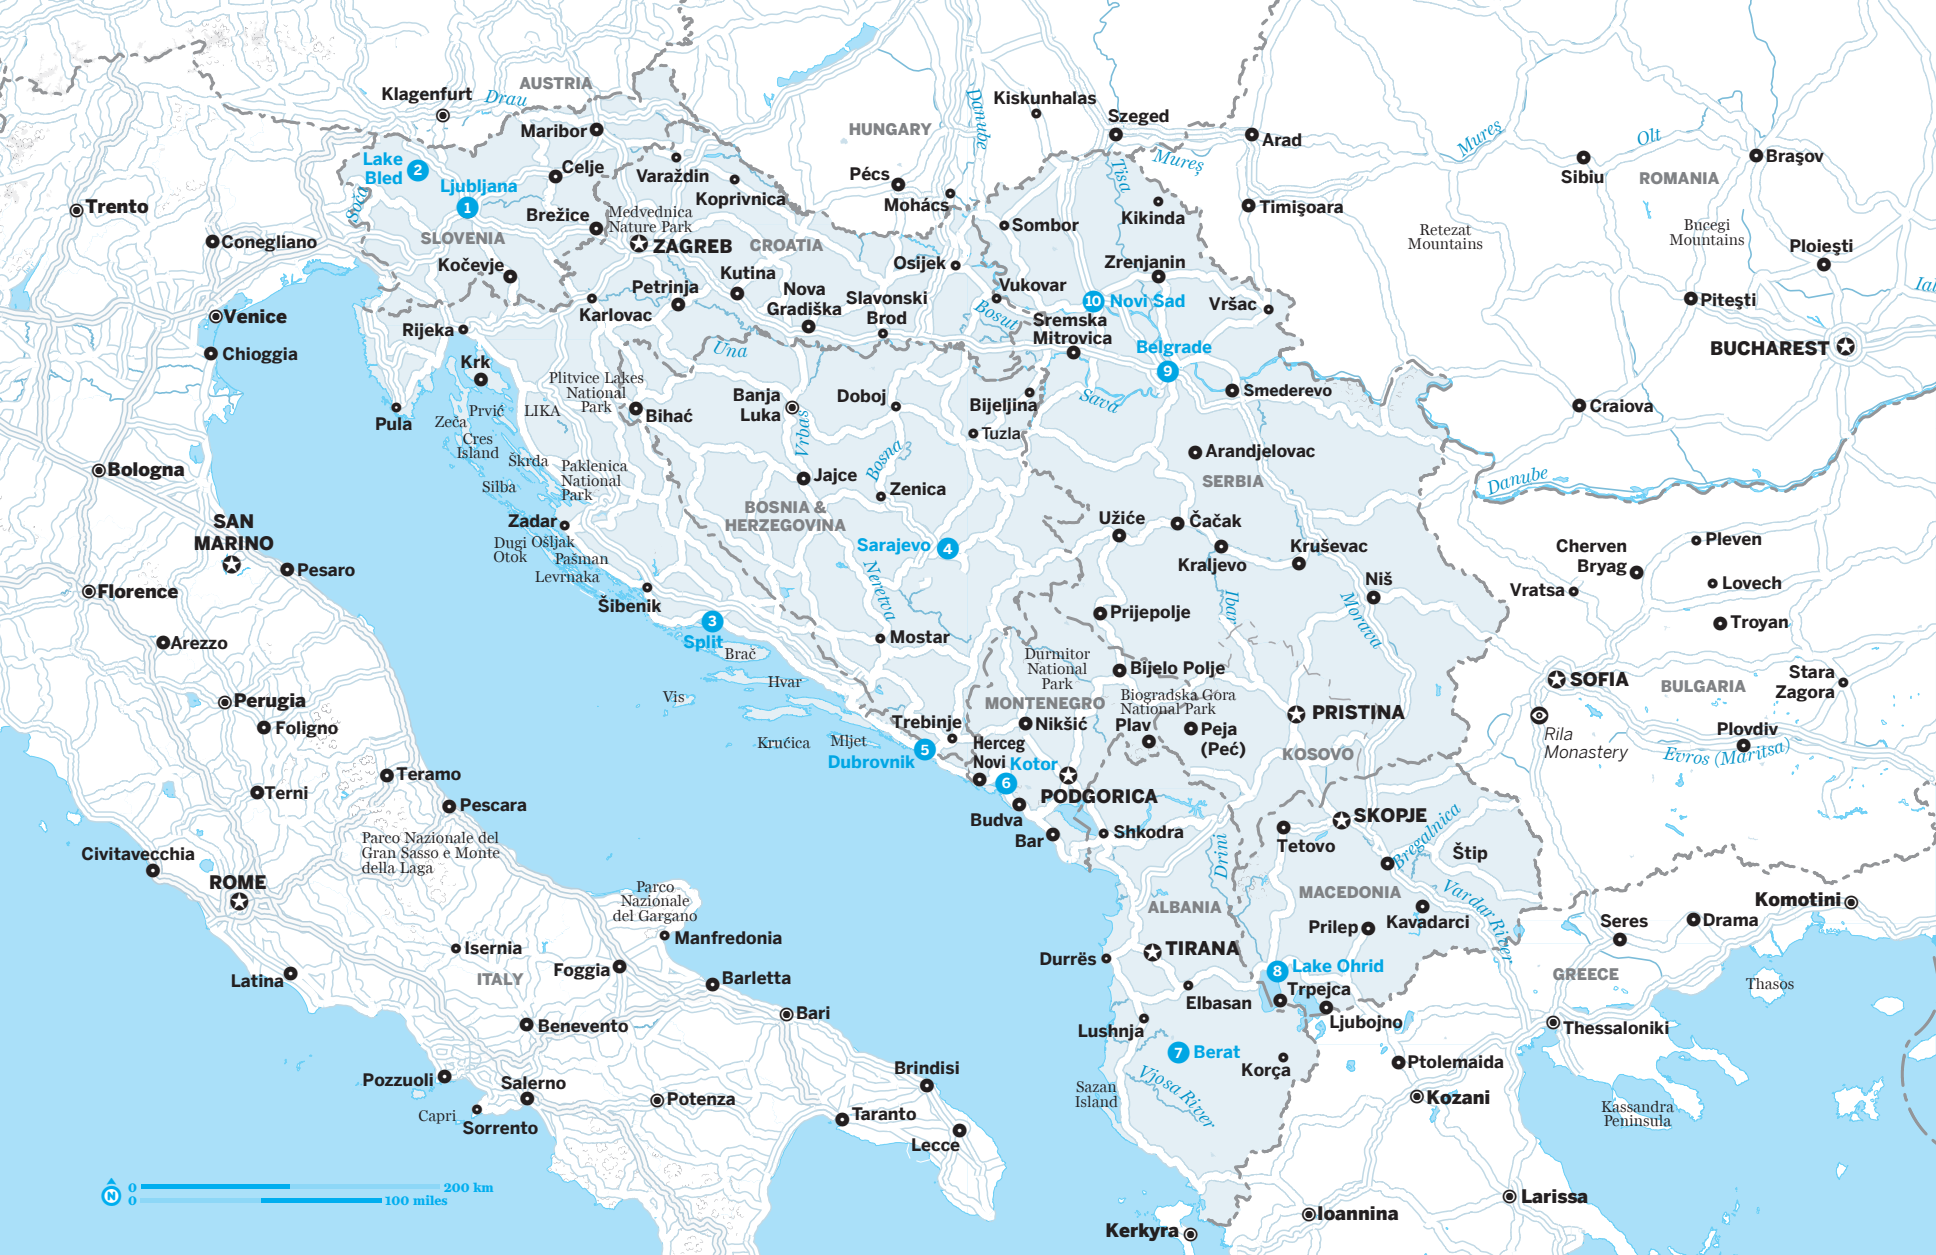 AUSTRIA
Klagenfurt
Drau
Maribor
HUNGARY
Danube
Kiskunhalas
Szeged
Arad
Mureş
Mureş
Olt
Braşov
Sibiu
ROMANIA
Lake
Bled
2
Ljubljana
1
Celje
Varaždin
Koprivnica
Pécs
Mohács
Tisa
Kikinda
Timişoara
Trento
Soča
Brežice
Medvednica
Nature Park
Sombor
Retezat
Mountains
Bucegi
Mountains
Ploieşti
Conegliano
SLOVENIA
ZAGREB
CROATIA
Kočevje
Osijek
Zrenjanin
Kutina
Petrinja
Nova
Gradiška
Slavonski
Brod
Vukovar
10
Novi Sad
Vršac
Piteşti
Ial
Venice
Karlovac
Bosut
Sremska
Mitrovica
Rijeka
Chioggia
Una
Belgrade
9
BUCHAREST
Krk
Plitvice Lakes
National
Park
Banja
Luka
Doboj
Bijeljina
Sava
Smederevo
Craiova
Prvić
LIKA
Bihać
Pula
Zeča
Cres
Island
Tuzla
Vrbas
Bosna
Arandjelovac
Bologna
Škrda
Paklenica
National
Park
Silba
Jajce
Zenica
SERBIA
Danube
BOSNIA &
HERZEGOVINA
SAN
MARINO
Zadar
Užiče
Čačak
Dugi
Otok
Ošljak
Pašman
Levrnaka
Sarajevo
4
Kraljevo
Kruševac
Cherven
Bryag
Pleven
Pesaro
Niš
Lovech
Vratsa
Florence
Šibenik
Neretva
Ibar
Morava
Prijepolje
Troyan
3
Split
Arezzo
Mostar
Brač
Durmitor
National
Park
Bijelo Polje
SOFIA
BULGARIA
Stara
Zagora
Hvar
Vis
Perugia
Foligno
MONTENEGRO
Biogradska Gora
National Park
Trebinje
Nikšić
Plav
Peja
(Peć)
PRISTINA
KOSOVO
Rila
Monastery
Plovdiv
Evros (Maritsa)
Krućica
Mljet
5
Dubrovnik
Herceg
Novi
Kotor
6
Teramo
Terni
Pescara
PODGORICA
Budva
Bar
Shkodra
SKOPJE
Tetovo
Bregalnica
Štip
Parco Nazionale del
Gran Sasso e Monte
della Laga
Civitavecchia
Drini
ROME
Parco
Nazionale
del Gargano
ALBANIA
MACEDONIA
Vardar River
Kavadarci
Prilep
Komotini
Seres
Drama
Manfredonia
Isernia
TIRANA
Durrës
8
Lake Ohrid
GREECE
Thasos
Foggia
ITALY
Latina
Barletta
Elbasan
Trpejca
Ljubojno
Bari
Benevento
Lushnja
Thessaloniki
7
Berat
Korça
Ptolemaida
Pozzuoli
Salerno
Brindisi
Vjosa River
Sazan
Island
Kozani
Kassandra
Peninsula
Capri
Sorrento
Potenza
Taranto
Lecce
N
0
200 km
0
100 miles
Kerkyra
Ioannina
Larissa